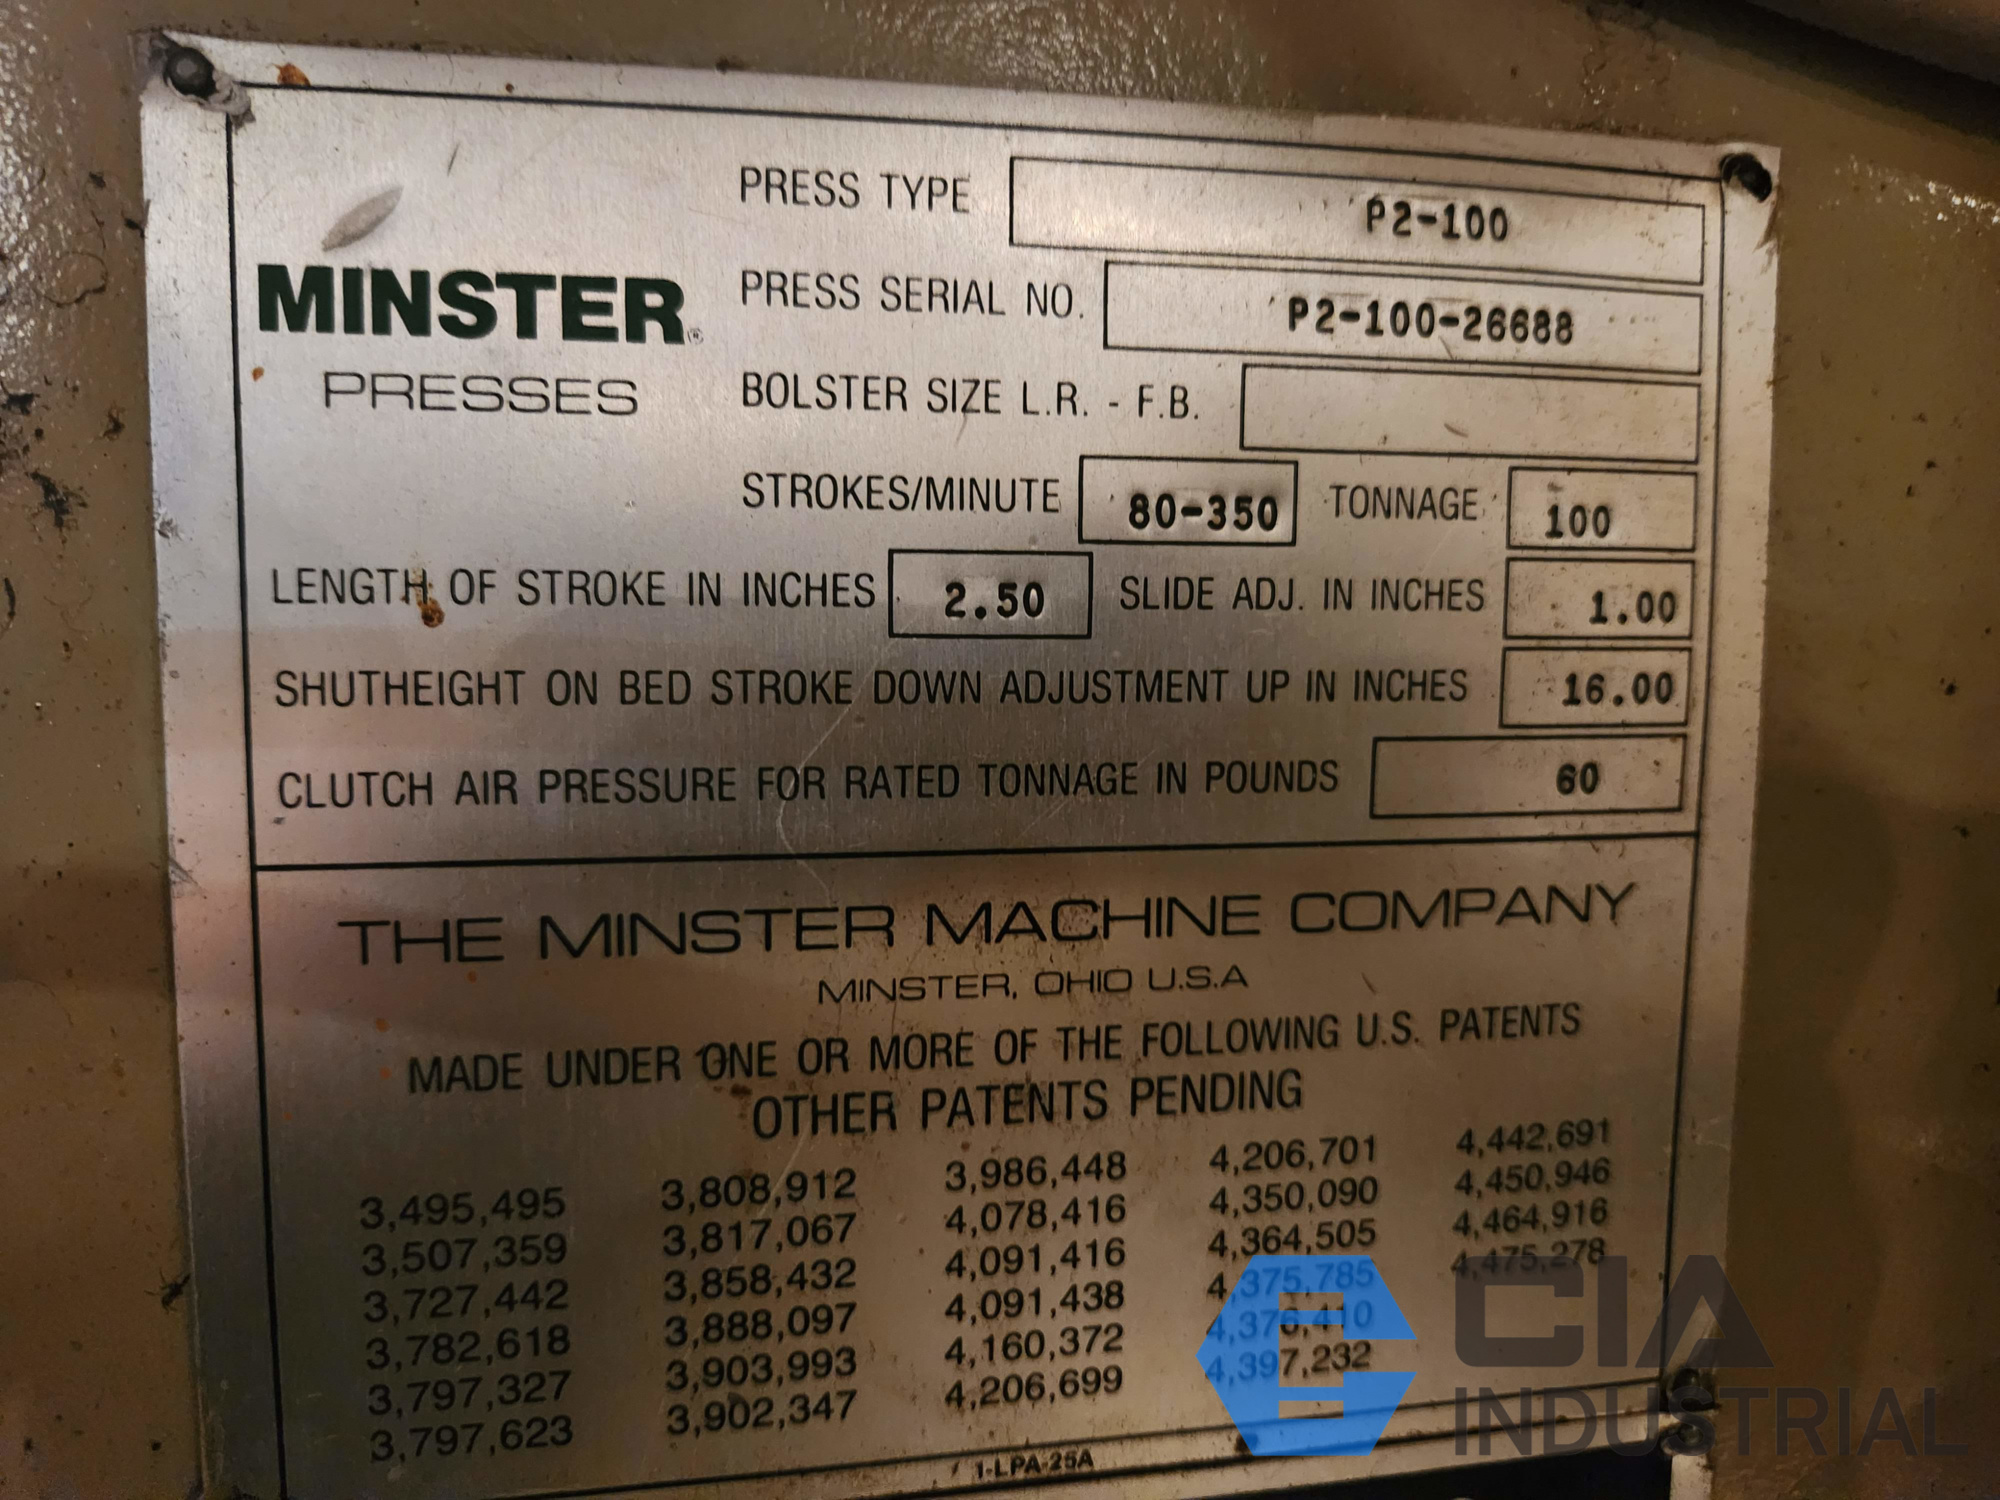 MINSTER®
PRESSES
PRESS TYPE P2-100
PRESS SERIAL NO. P2-100-26688
BOLSTER SIZE L.R. - F.B.
STROKES/MINUTE 80-350 TONNAGE 100
LENGTH OF STROKE IN INCHES 2.50 SLIDE ADJ. IN INCHES 1.00
SHUTHEIGHT ON BED STROKE DOWN ADJUSTMENT UP IN INCHES 16.00
CLUTCH AIR PRESSURE FOR RATED TONNAGE IN POUNDS 60
THE MINSTER MACHINE COMPANY
MINSTER, OHIO U.S.A
MADE UNDER ONE OR MORE OF THE FOLLOWING U.S. PATENTS
OTHER PATENTS PENDING
3,495,495 3,808,912 3,986,448 4,206,701 4,442,691
3,507,359 3,817,067 4,078,416 4,350,090 4,450,946
3,727,442 3,858,432 4,091,416 4,364,505 4,464,916
3,782,618 3,888,097 4,091,438 4,375,785 4,475,278
3,797,327 3,903,993 4,160,372 4,376,410
3,797,623 3,902,347 4,206,699 4,397,232
1-LPA-25A
CIA
INDUSTRIAL